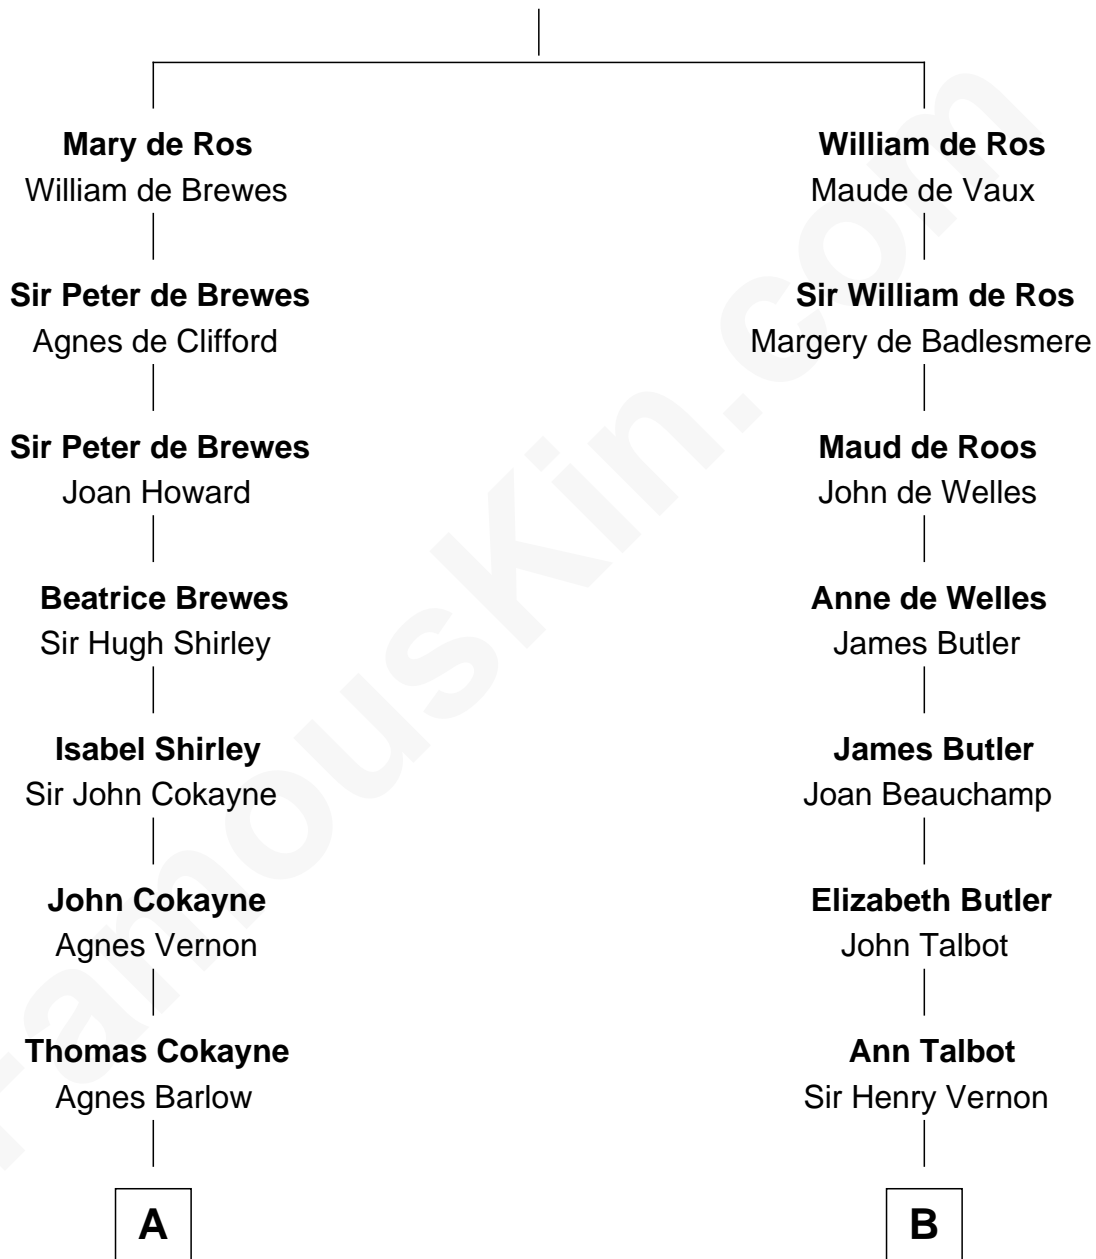 Mary de Ros
William de Brewes
Sir Peter de Brewes
Agnes de Clifford
Sir Peter de Brewes
Joan Howard
Beatrice Brewes
Sir Hugh Shirley
Isabel Shirley
Sir John Cokayne
John Cokayne
Agnes Vernon
Thomas Cokayne
Agnes Barlow
A
William de Ros
Maude de Vaux
Sir William de Ros
Margery de Badlesmere
Maud de Roos
John de Welles
Anne de Welles
James Butler
James Butler
Joan Beauchamp
Elizabeth Butler
John Talbot
Ann Talbot
Sir Henry Vernon
B
FamousKin.com